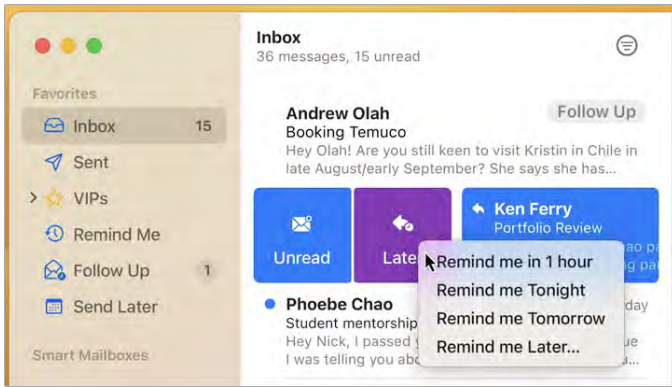 Favorites
Inbox 15
Sent
VIPs
Remind Me
Follow Up 1
Send Later
Smart Mailboxes
Inbox
36 messages, 15 unread
Andrew Olah Follow Up
Booking Temuco
Hey Olah! Are you still keen to visit Kristin in Chile in
late August/early September? She says she has...
Unread
Late
Ken Ferry
Portfolio Review
Remind me in 1 hour
Remind me Tonight
Remind me Tomorrow
Remind me Later...
Phoebe Chao
Student mentorship
Hey Nick, I passed
I was telling you